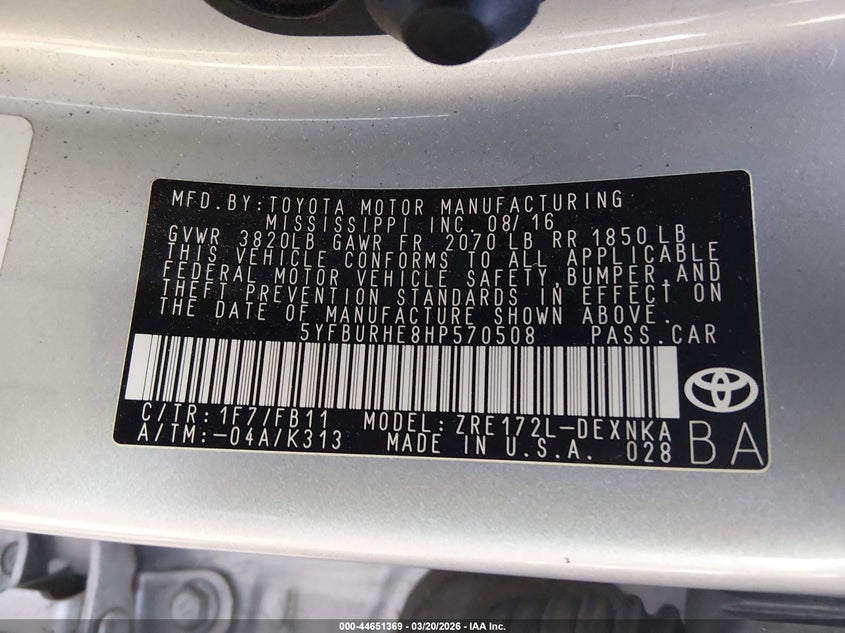 MFD.BY:TOYOTA MOTOR MANUFACTURING
MISSISSIPPI INC. 08/16
GVWR 3820LB GAWR FR 2070 LB RR 1850 LB
THIS VEHICLE CONFORMS TO ALL APPLICABLE
FEDERAL MOTOR VEHICLE SAFETY,BUMPER,AND
THEFT PREVENTION STANDARDS IN EFFECT ON
THE DATE OF MANUFACTURE SHOWN ABOVE.
5YFBURHE8HP570508 PASS.CAR
C/TR:1F7/FB11 MODEL:ZRE172L-DEXNKA
A/TM:-04A/K313 MADE IN U.S.A. 028 BA
000-44651369 | 03/20/2026 – IAA Inc.